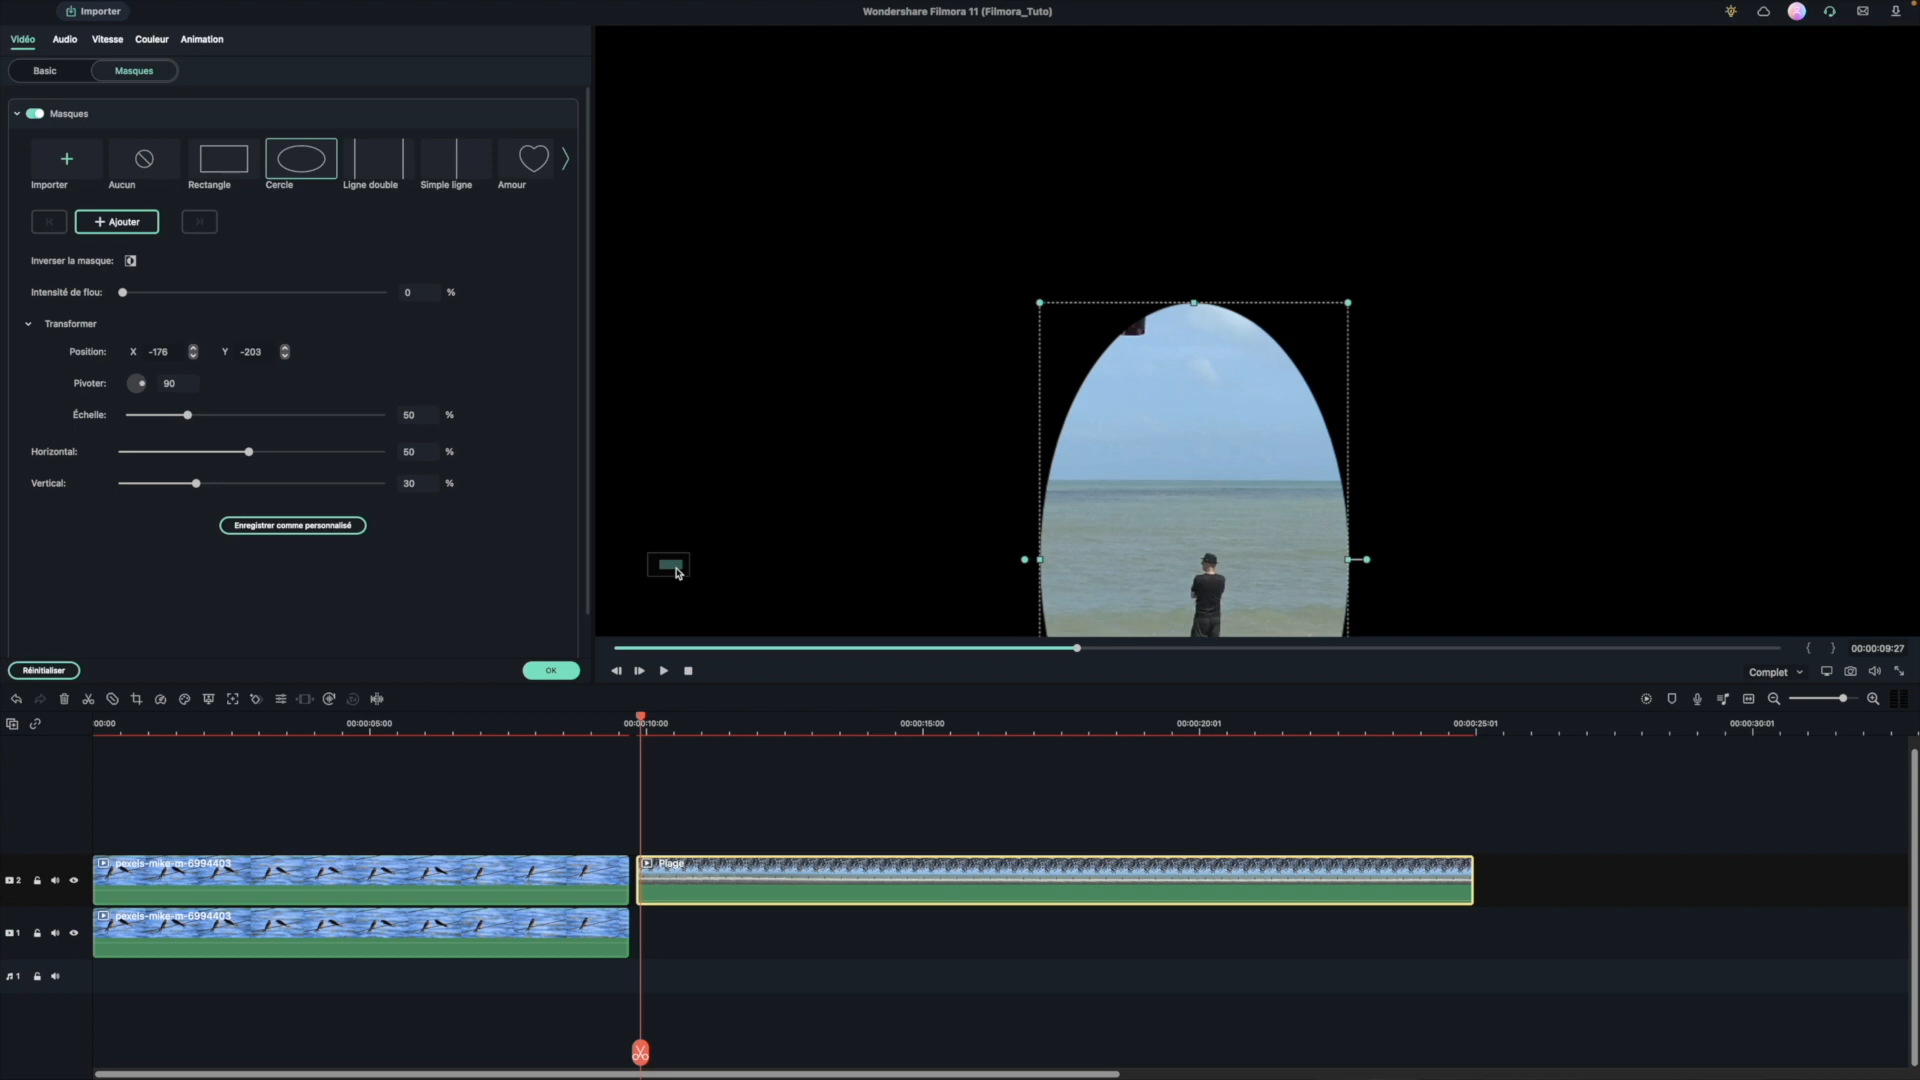 Importer
Wondershare Filmora 11 (Filmora_Tuto)
Vidéo Audio Vitesse Couleur Animation
Basic Masques
Masques
Importer Aucun Rectangle Cercle Ligne double Simple ligne Amour
+ Ajouter
Inverser la masque:
Intensité de flou: 0 %
Transformer
Position: X -176 Y -203
Pivoter: 90
Échelle: 50 %
Horizontal: 50 %
Vertical: 30 %
Enregistrer comme personnalisé
{ } 00:00:09:27
Réinitialiser OK
Complet
00:00 00:00:05:00 00:00:10:00 00:00:15:00 00:00:20:01 00:00:25:01 00:00:30:01
pexels-mike-m-6994403 Plage
2
pexels-mike-m-6994403
1
1